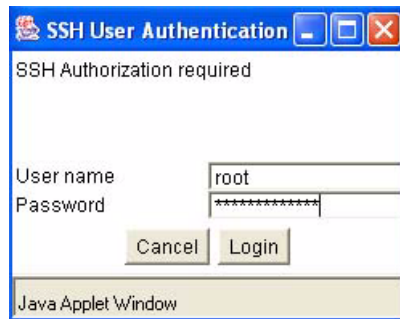 SSH User Authentication
SSH Authorization required
User name root
Password *************
Cancel Login
Java Applet Window